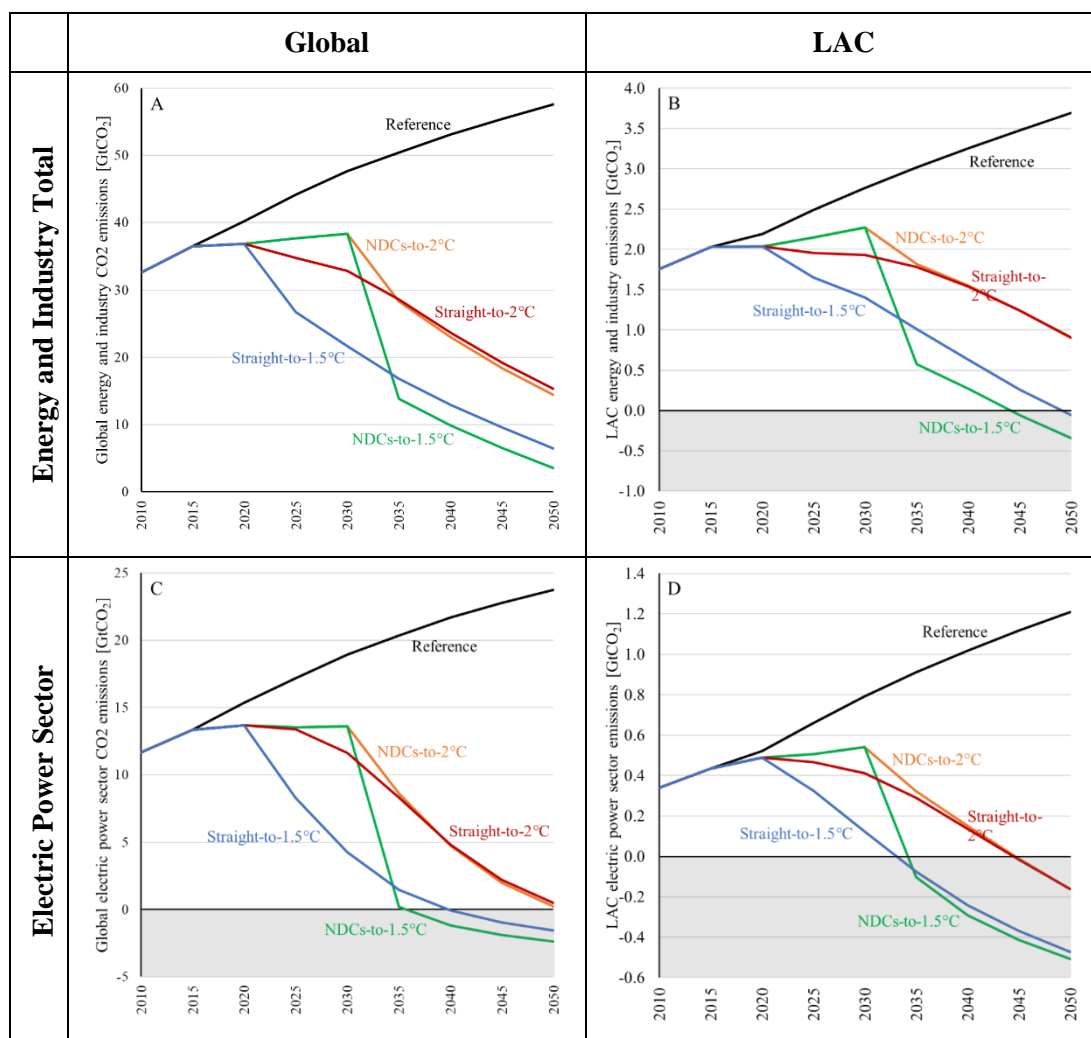 Global
LAC
Energy and Industry Total
A
Global energy and industry CO2 emissions [GtCO₂]
60
50
40
30
20
10
0
Reference
NDCs-to-2°C
Straight-to-2°C
Straight-to-1.5°C
NDCs-to-1.5°C
2010
2015
2020
2025
2030
2035
2040
2045
2050
B
LAC energy and industry emissions [GtCO₂]
4.0
3.5
3.0
2.5
2.0
1.5
1.0
0.5
0.0
-0.5
-1.0
Reference
NDCs-to-2°C
Straight-to-
2°C
Straight-to-1.5°C
NDCs-to-1.5°C
2010
2015
2020
2025
2030
2035
2040
2045
2050
Electric Power Sector
C
Global electric power sector CO2 emissions [GtCO₂]
25
20
15
10
5
0
-5
Reference
NDCs-to-2°C
Straight-to-1.5°C
Straight-to-2°C
NDCs-to-1.5°C
2010
2015
2020
2025
2030
2035
2040
2045
2050
D
LAC electric power sector emissions [GtCO₂]
1.4
1.2
1.0
0.8
0.6
0.4
0.2
0.0
-0.2
-0.4
-0.6
Reference
NDCs-to-2°C
Straight-to-1.5°C
Straight-to-
2°C
NDCs-to-1.5°C
2010
2015
2020
2025
2030
2035
2040
2045
2050